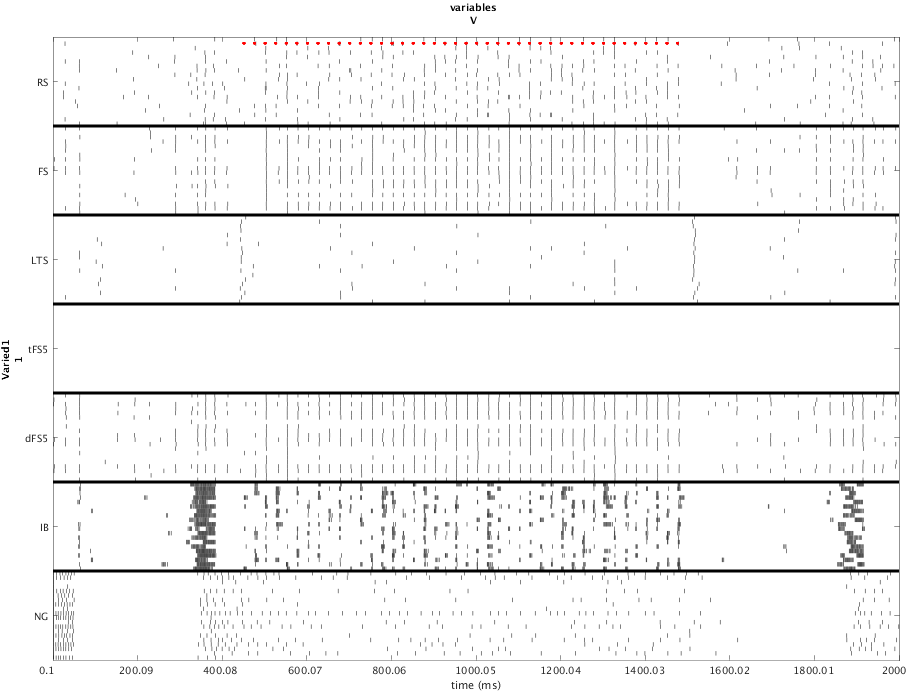 variables
V
RS
FS
LTS
tFS5
dFS5
IB
NG
Varied1
1
0.1 200.09 400.08 600.07 800.06 1000.05 1200.04 1400.03 1600.02 1800.01 2000
time (ms)